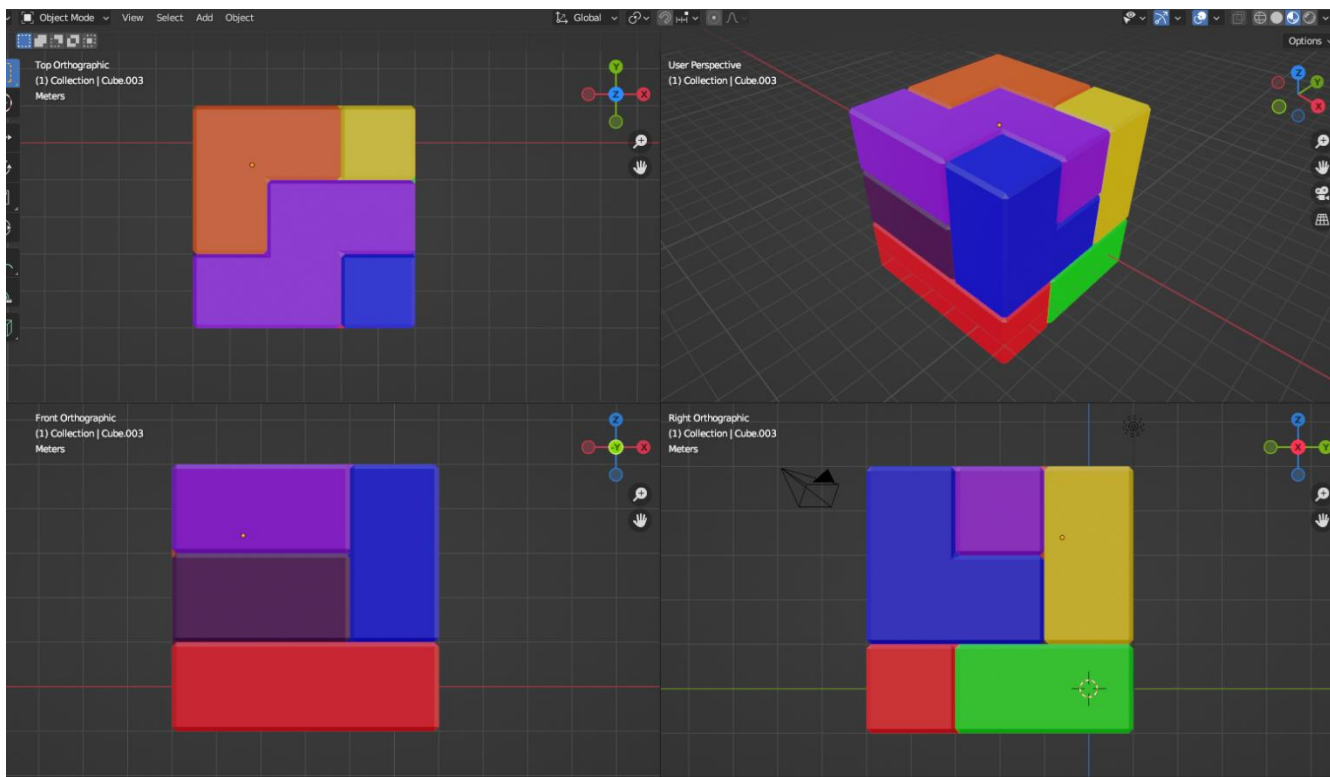 Object Mode View Select Add Object
Global
Options
Top Orthographic
(1) Collection | Cube.003
Meters
Y
X
Z
User Perspective
(1) Collection | Cube.003
Z
Y
X
Front Orthographic
(1) Collection | Cube.003
Meters
Z
-Y
X
Right Orthographic
(1) Collection | Cube.003
Meters
Z
X
Y